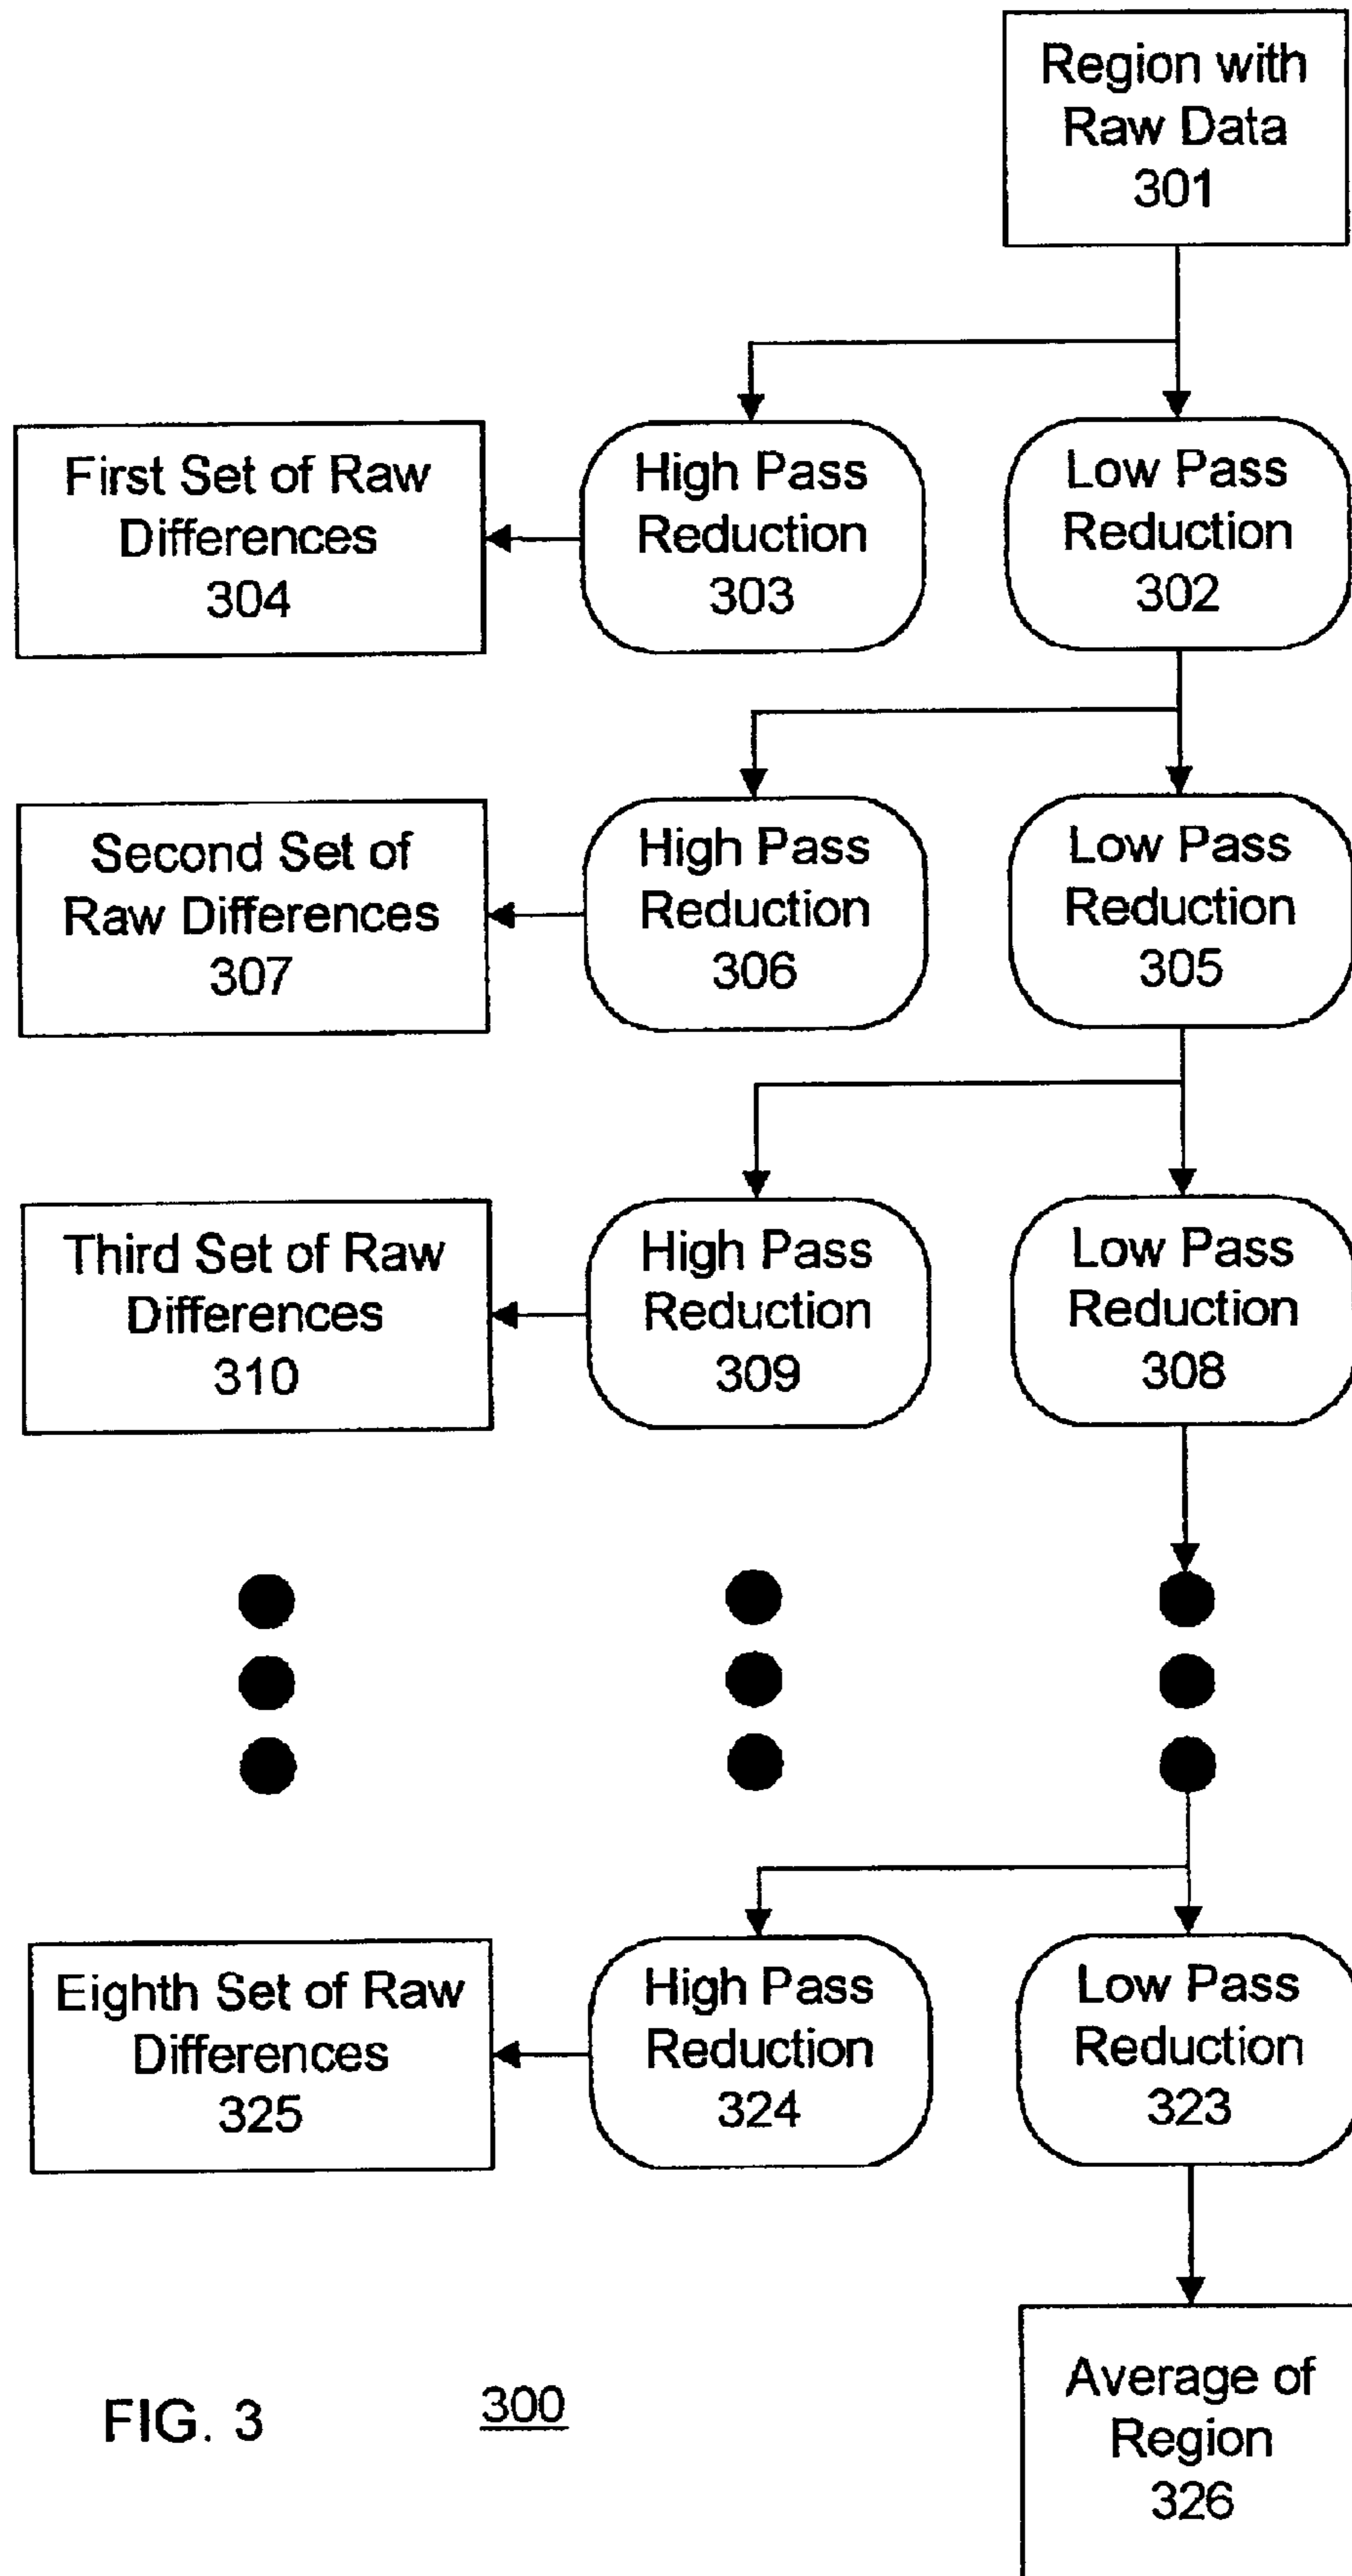 Region with
Raw Data
301
First Set of Raw
Differences
304
High Pass
Reduction
303
Low Pass
Reduction
302
Second Set of
Raw Differences
307
High Pass
Reduction
306
Low Pass
Reduction
305
Third Set of Raw
Differences
310
High Pass
Reduction
309
Low Pass
Reduction
308
Eighth Set of Raw
Differences
325
High Pass
Reduction
324
Low Pass
Reduction
323
Average of
Region
326
FIG. 3
300